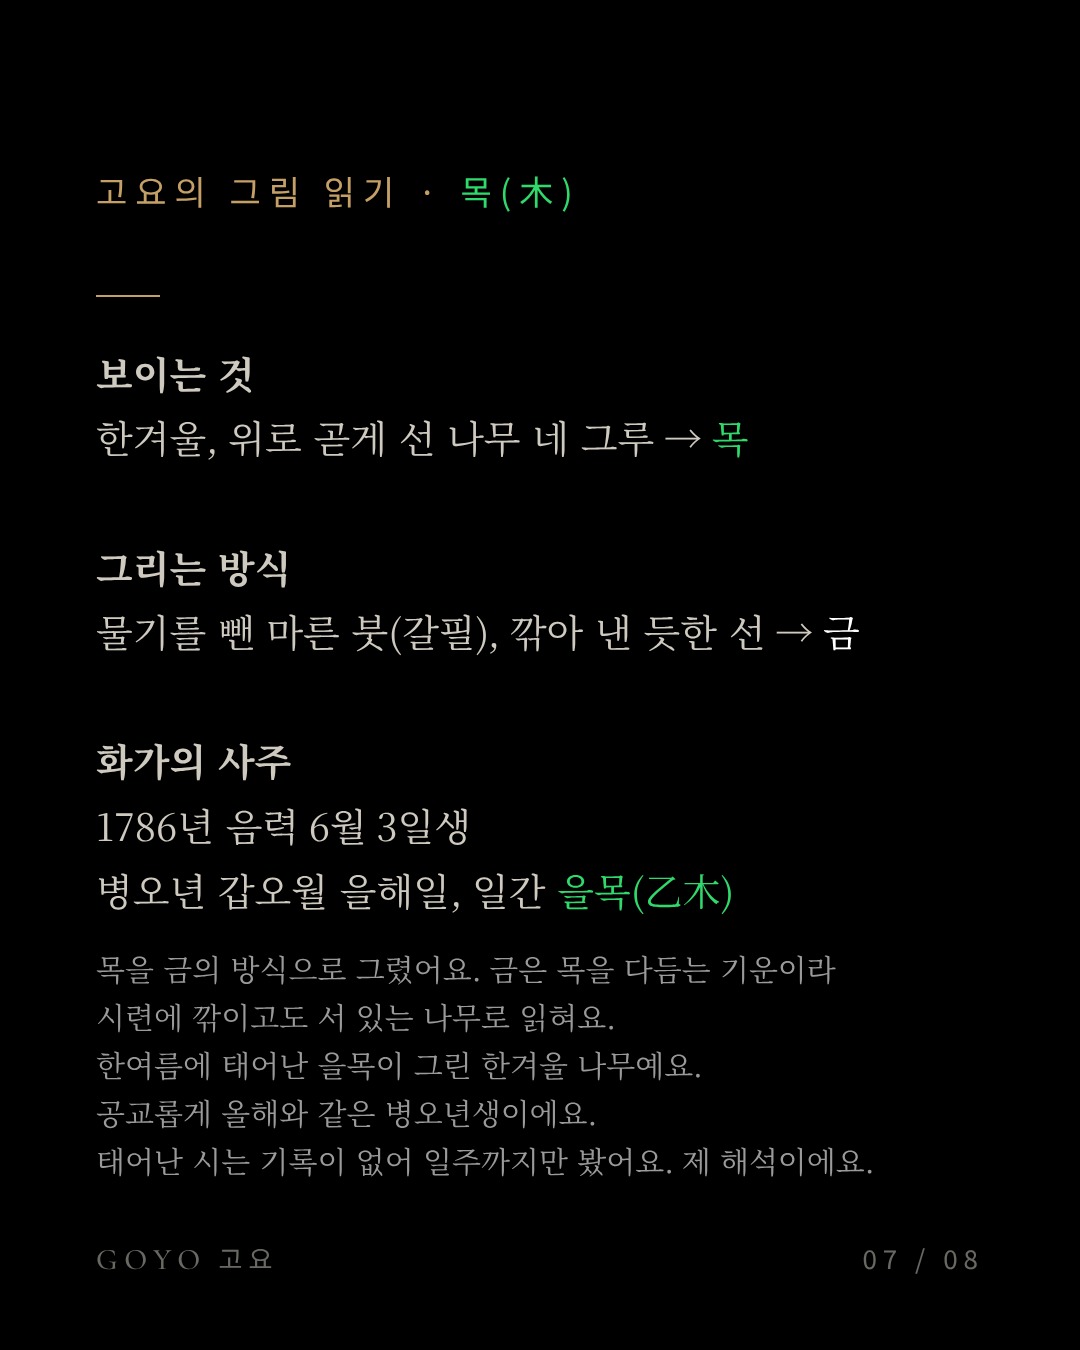 고요의 그림 읽기 · 목(木)
보이는 것
한겨울, 위로 곧게 선 나무 네 그루 → 목
그리는 방식
물기를 뺀 마른 붓(갈필), 깎아 낸 듯한 선 → 금
화가의 사주
1786년 음력 6월 3일생
병오년 갑오월 을해일, 일간 을목(乙木)
목을 금의 방식으로 그렸어요. 금은 목을 다듬는 기운이라
시련에 깎이고도 서 있는 나무로 읽혀요.
한여름에 태어난 을목이 그린 한겨울 나무예요.
공교롭게 올해와 같은 병오년생이에요.
태어난 시는 기록이 없어 일주까지만 봤어요. 제 해석이에요.
GOYO 고요
07 / 08